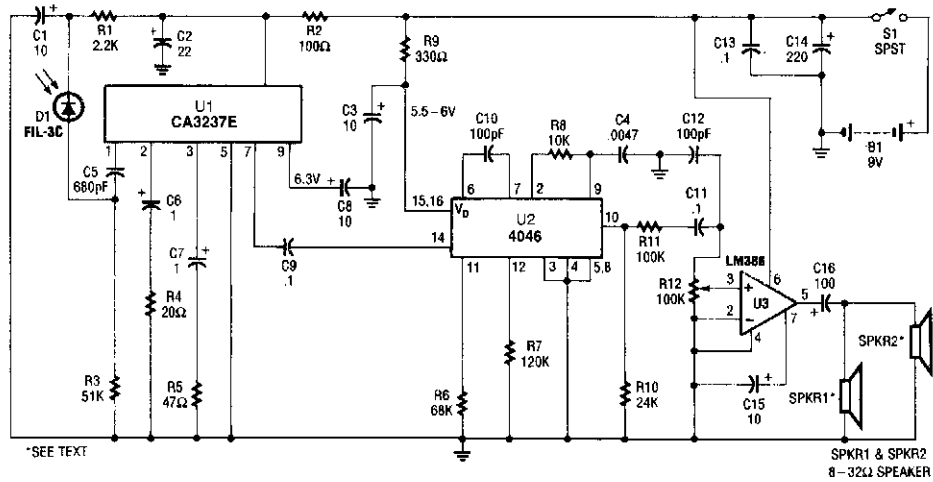 C1
10
R1
2.2K
C2
22
R2
100Ω
R9
330Ω
C13
.1
C14
220
S1
SPST
D1
FIL-3C
U1
CA3237E
1
2
3
5
7
9
C3
10
5.5–6V
C10
100pF
R8
10K
C4
.0047
C12
100pF
B1
9V
C5
680pF
6.3V
C8
10
6
7
2
9
15,16
V_D
U2
4046
14
10
11
12
3
4
5,8
C6
1
C7
1
C9
.1
R11
100K
C11
.1
LM386
R12
100K
3
2
6
U3
5
7
4
C16
100
R4
20Ω
R7
120K
R3
51K
R5
47Ω
R6
68K
R10
24K
C15
10
SPKR1*
SPKR2*
*SEE TEXT
SPKR1 & SPKR2
8–32Ω SPEAKER